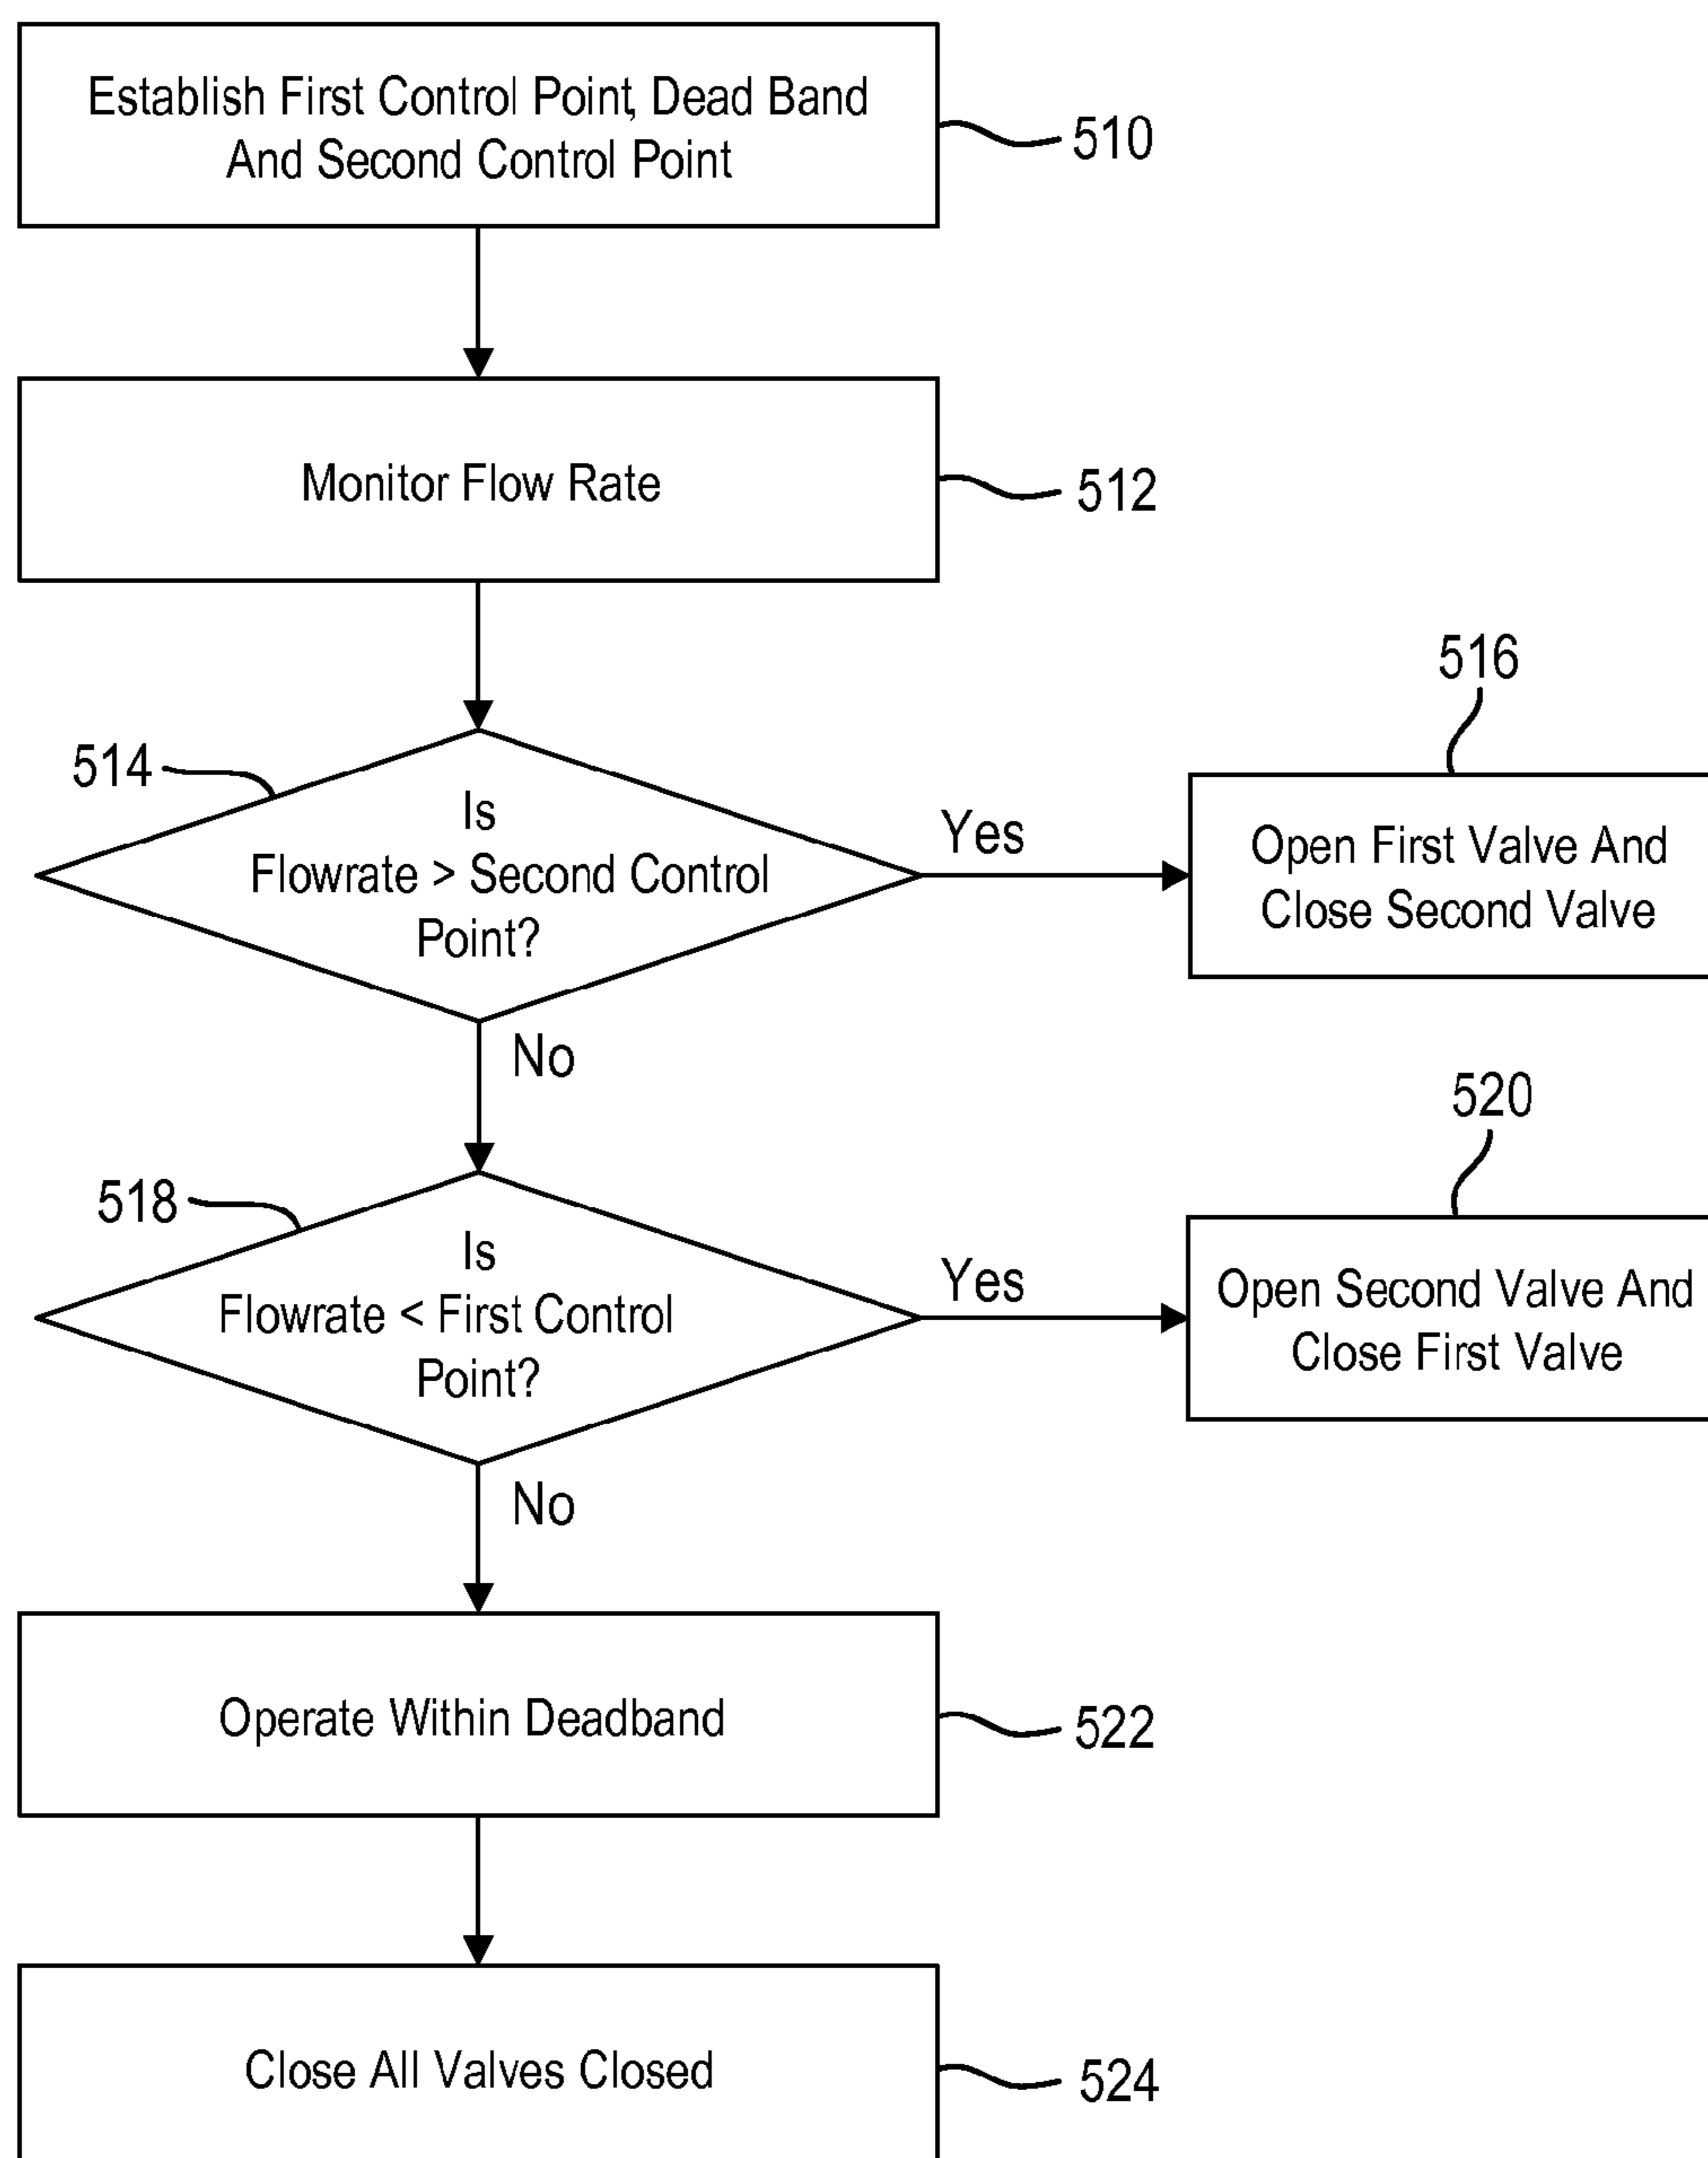 Establish First Control Point, Dead Band
And Second Control Point
510
Monitor Flow Rate
512
514
Is
Flowrate > Second Control
Point?
Yes
516
Open First Valve And
Close Second Valve
No
518
Is
Flowrate < First Control
Point?
Yes
520
Open Second Valve And
Close First Valve
No
Operate Within Deadband
522
Close All Valves Closed
524